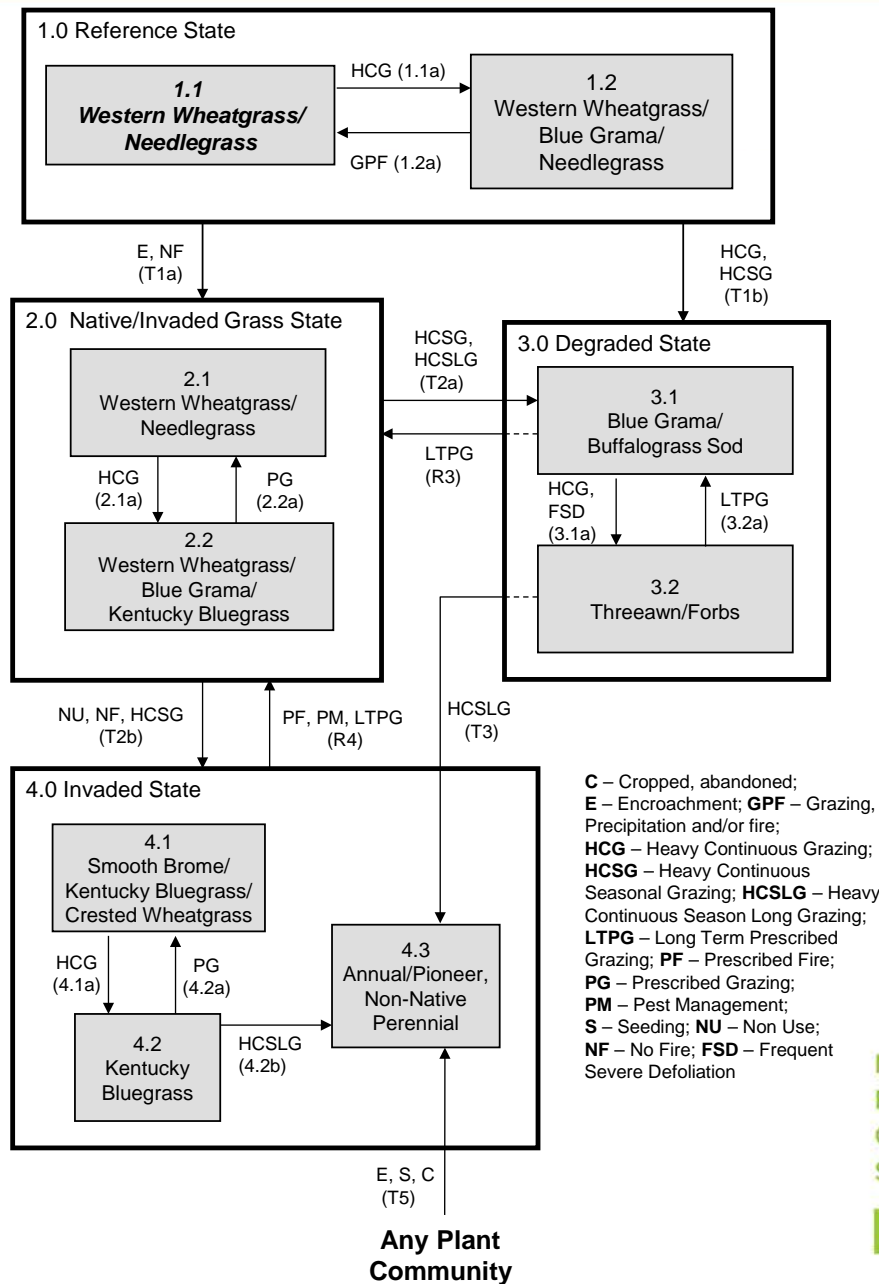 1.0 Reference State
1.1
Western Wheatgrass/
Needlegrass
HCG (1.1a)
GPF (1.2a)
1.2
Western Wheatgrass/
Blue Grama/
Needlegrass
E, NF
(T1a)
HCG,
HCSG
(T1b)
2.0 Native/Invaded Grass State
2.1
Western Wheatgrass/
Needlegrass
HCG
(2.1a)
PG
(2.2a)
2.2
Western Wheatgrass/
Blue Grama/
Kentucky Bluegrass
HCSG,
HCSLG
(T2a)
LTPG
(R3)
3.0 Degraded State
3.1
Blue Grama/
Buffalograss Sod
HCG,
FSD
(3.1a)
LTPG
(3.2a)
3.2
Threeawn/Forbs
NU, NF, HCSG
(T2b)
PF, PM, LTPG
(R4)
HCSLG
(T3)
4.0 Invaded State
4.1
Smooth Brome/
Kentucky Bluegrass/
Crested Wheatgrass
HCG
(4.1a)
PG
(4.2a)
4.2
Kentucky
Bluegrass
HCSLG
(4.2b)
4.3
Annual/Pioneer,
Non-Native
Perennial
E, S, C
(T5)
Any Plant
Community
C – Cropped, abandoned;
E – Encroachment; GPF – Grazing,
Precipitation and/or fire;
HCG – Heavy Continuous Grazing;
HCSG – Heavy Continuous
Seasonal Grazing; HCSLG – Heavy
Continuous Season Long Grazing;
LTPG – Long Term Prescribed
Grazing; PF – Prescribed Fire;
PG – Prescribed Grazing;
PM – Pest Management;
S – Seeding; NU – Non Use;
NF – No Fire; FSD – Frequent
Severe Defoliation